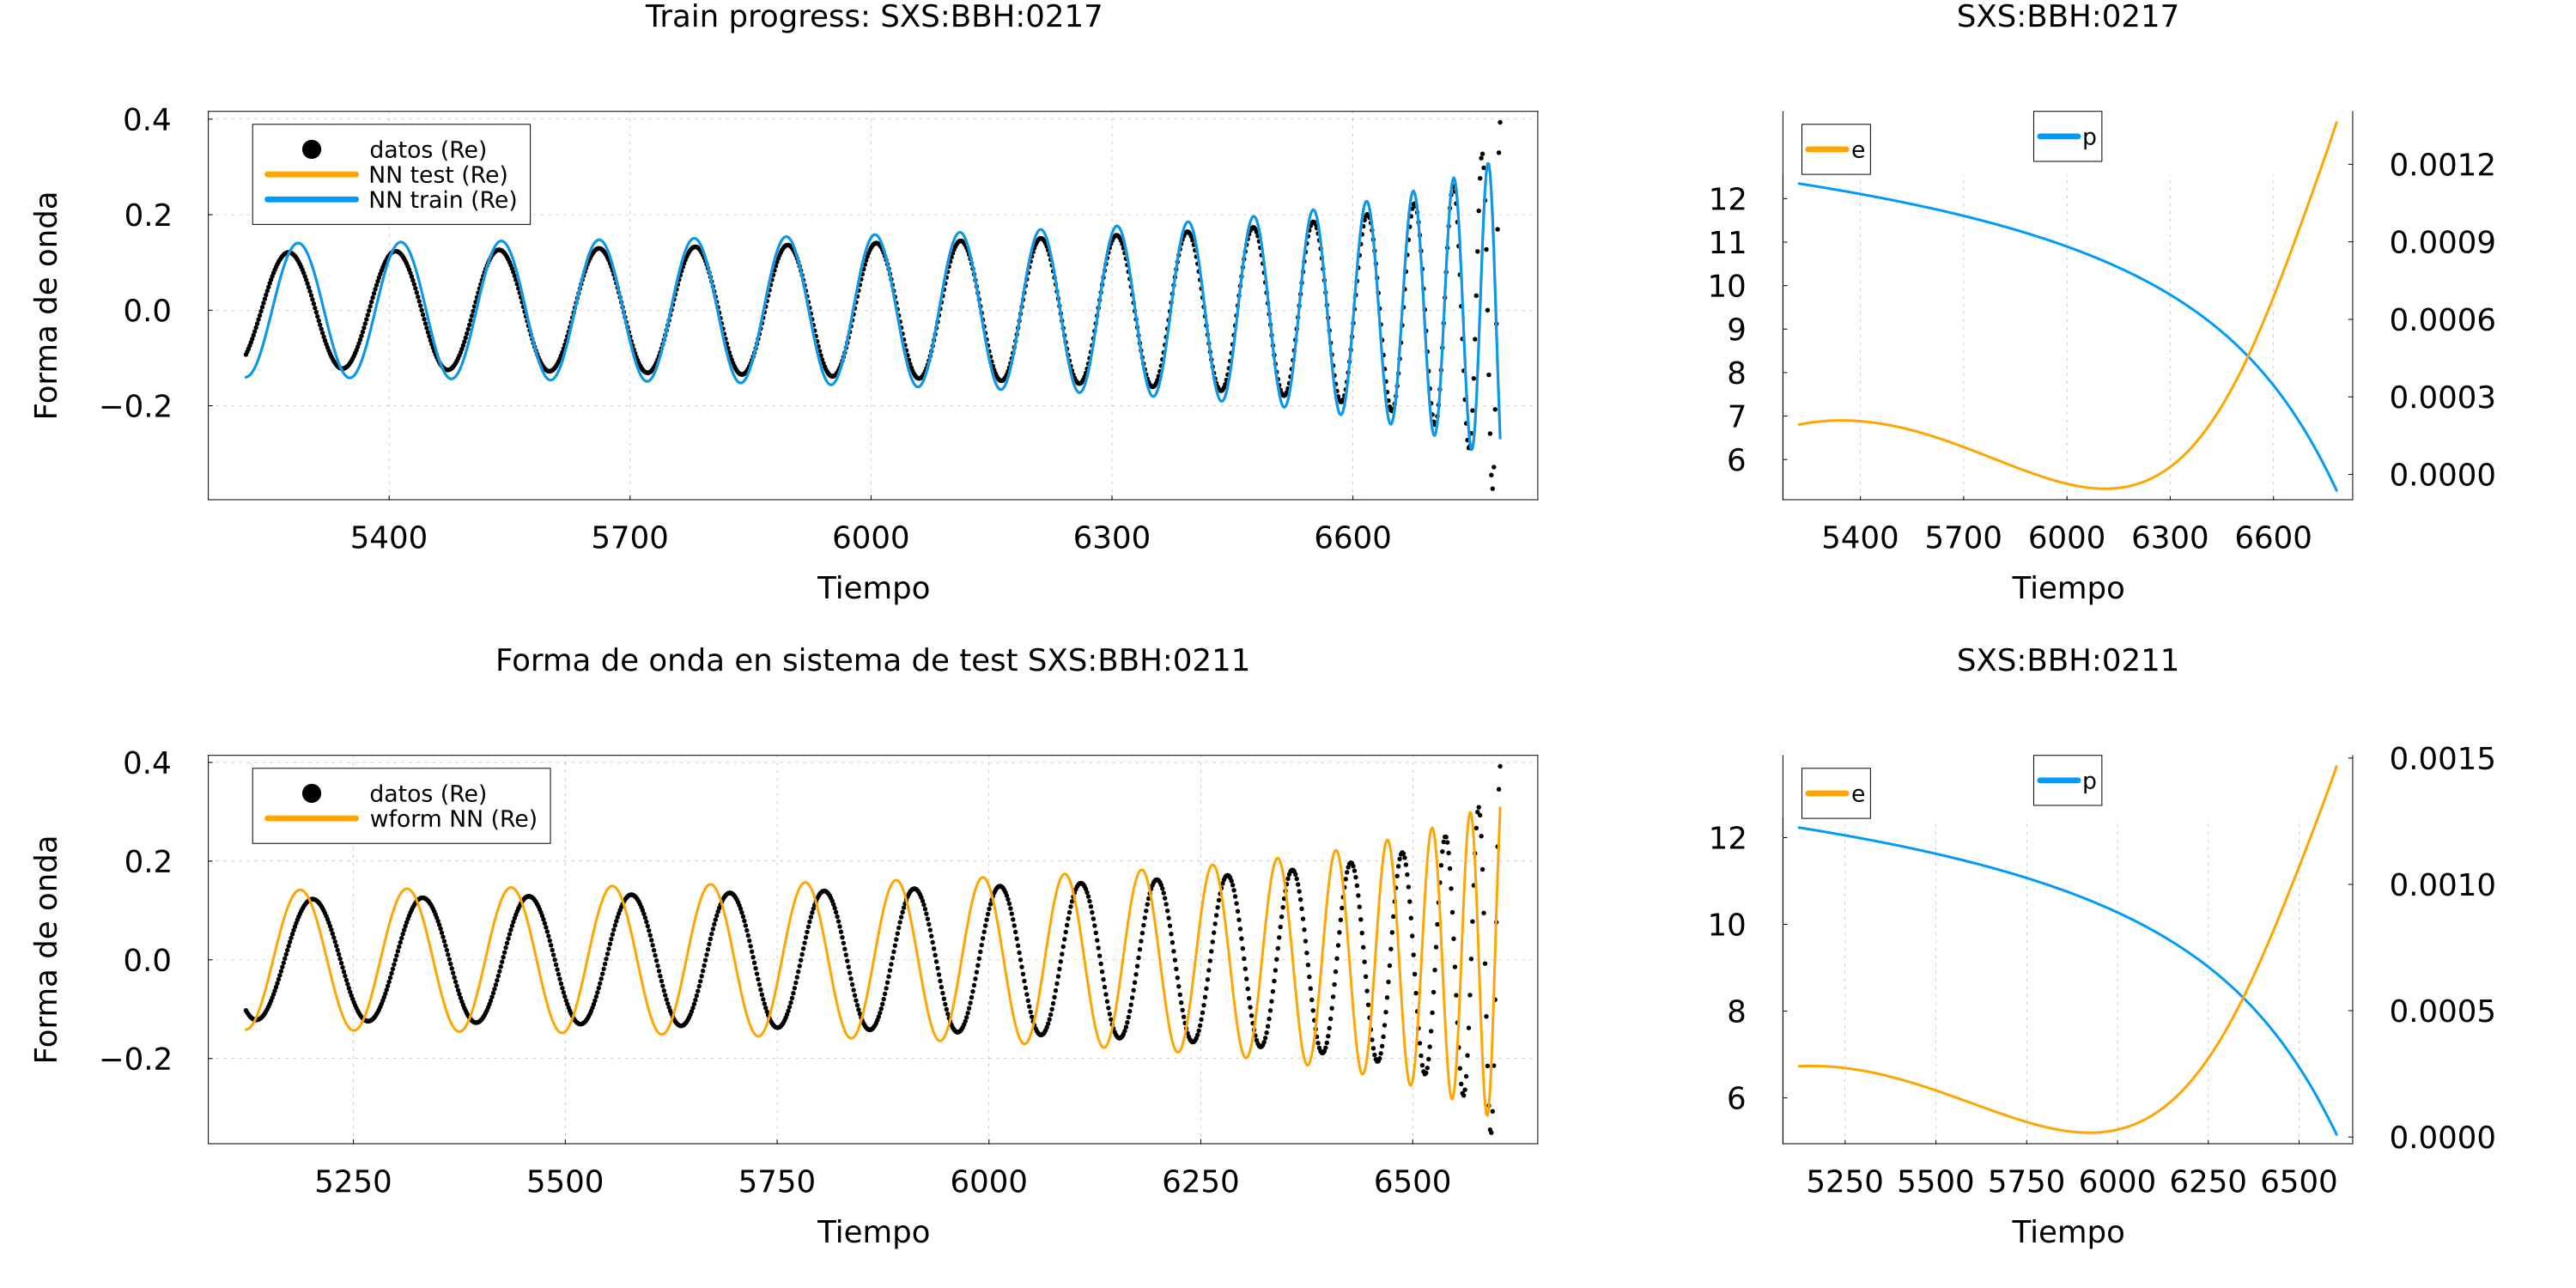 Train progress: SXS:BBH:0217
Forma de onda
0.4
0.2
0.0
−0.2
datos (Re)
NN test (Re)
NN train (Re)
5400 5700 6000 6300 6600
Tiempo
SXS:BBH:0217
12
11
10
9
8
7
6
e
p
0.0012
0.0009
0.0006
0.0003
0.0000
5400 5700 6000 6300 6600
Tiempo
Forma de onda en sistema de test SXS:BBH:0211
Forma de onda
0.4
0.2
0.0
−0.2
datos (Re)
wform NN (Re)
5250 5500 5750 6000 6250 6500
Tiempo
SXS:BBH:0211
12
10
8
6
e
p
0.0015
0.0010
0.0005
0.0000
5250 5500 5750 6000 6250 6500
Tiempo